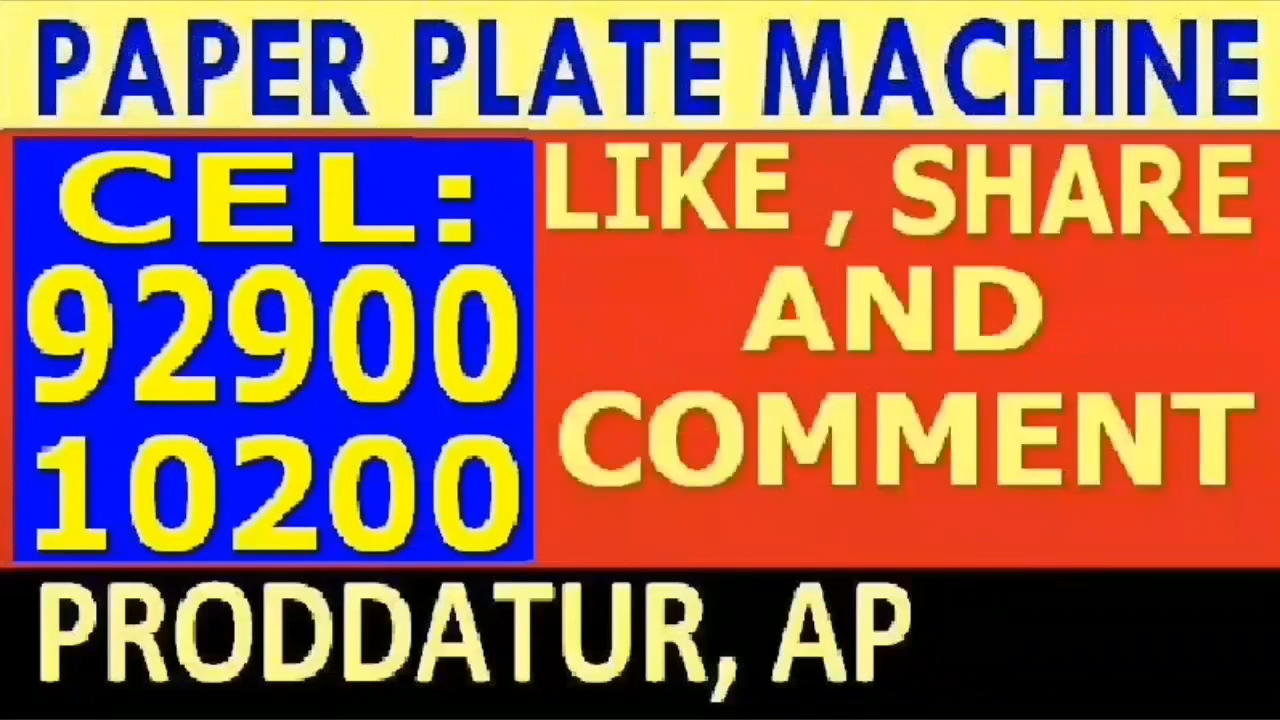 PAPER PLATE MACHINE
CEL:
92900
10200
LIKE , SHARE
AND
COMMENT
PRODDATUR, AP